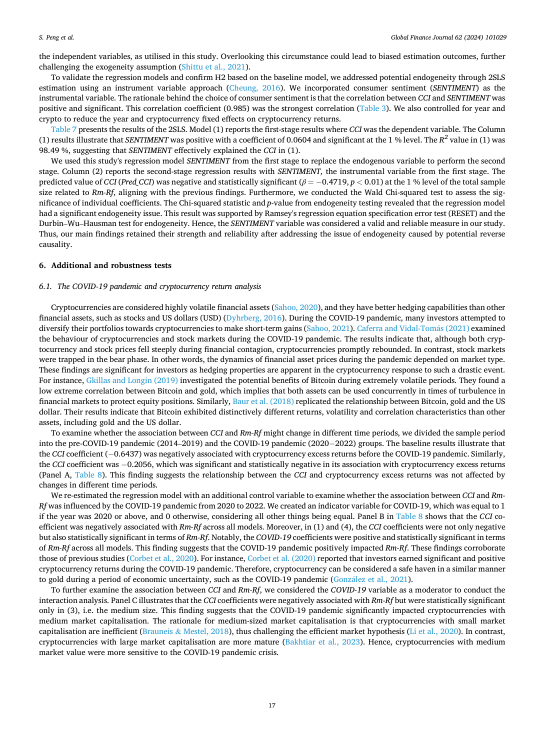 S. Peng et al.
Global Finance Journal 62 (2024) 101029
the independent variables, as utilised in this study. Overlooking this circumstance could lead to biased estimation outcomes, further
challenging the exogeneity assumption (Shittu et al., 2021).
To validate the regression models and confirm H2 based on the baseline model, we addressed potential endogeneity through 2SLS
estimation using an instrument variable approach (Cheung, 2016). We incorporated consumer sentiment (SENTIMENT) as the
instrumental variable. The rationale behind the choice of consumer sentiment is that the correlation between CCI and SENTIMENT was
positive and significant. This correlation coefficient (0.985) was the strongest correlation (Table 3). We also controlled for year and
crypto to reduce the year and cryptocurrency fixed effects on cryptocurrency returns.
Table 7 presents the results of the 2SLS. Model (1) reports the first-stage results where CCI was the dependent variable. The Column
(1) results illustrate that SENTIMENT was positive with a coefficient of 0.0604 and significant at the 1 % level. The R² value in (1) was
98.49 %, suggesting that SENTIMENT effectively explained the CCI in (1).
We used this study's regression model SENTIMENT from the first stage to replace the endogenous variable to perform the second
stage. Column (2) reports the second-stage regression results with SENTIMENT, the instrumental variable from the first stage. The
predicted value of CCI (Pred_CCI) was negative and statistically significant (β = −0.4719, p < 0.01) at the 1 % level of the total sample
size related to Rm-Rf, aligning with the previous findings. Furthermore, we conducted the Wald Chi-squared test to assess the sig-
nificance of individual coefficients. The Chi-squared statistic and p-value from endogeneity testing revealed that the regression model
had a significant endogeneity issue. This result was supported by Ramsey's regression equation specification error test (RESET) and the
Durbin–Wu–Hausman test for endogeneity. Hence, the SENTIMENT variable was considered a valid and reliable measure in our study.
Thus, our main findings retained their strength and reliability after addressing the issue of endogeneity caused by potential reverse
causality.
6. Additional and robustness tests
6.1. The COVID-19 pandemic and cryptocurrency return analysis
Cryptocurrencies are considered highly volatile financial assets (Sahoo, 2020), and they have better hedging capabilities than other
financial assets, such as stocks and US dollars (USD) (Dyhrberg, 2016). During the COVID-19 pandemic, many investors attempted to
diversify their portfolios towards cryptocurrencies to make short-term gains (Sahoo, 2021). Caferra and Vidal-Tomás (2021) examined
the behaviour of cryptocurrencies and stock markets during the COVID-19 pandemic. The results indicate that, although both cryp-
tocurrency and stock prices fell steeply during financial contagion, cryptocurrencies promptly rebounded. In contrast, stock markets
were trapped in the bear phase. In other words, the dynamics of financial asset prices during the pandemic depended on market type.
These findings are significant for investors as hedging properties are apparent in the cryptocurrency response to such a drastic event.
For instance, Gkillas and Longin (2019) investigated the potential benefits of Bitcoin during extremely volatile periods. They found a
low extreme correlation between Bitcoin and gold, which implies that both assets can be used concurrently in times of turbulence in
financial markets to protect equity positions. Similarly, Baur et al. (2018) replicated the relationship between Bitcoin, gold and the US
dollar. Their results indicate that Bitcoin exhibited distinctively different returns, volatility and correlation characteristics than other
assets, including gold and the US dollar.
To examine whether the association between CCI and Rm-Rf might change in different time periods, we divided the sample period
into the pre-COVID-19 pandemic (2014–2019) and the COVID-19 pandemic (2020−2022) groups. The baseline results illustrate that
the CCI coefficient (−0.6437) was negatively associated with cryptocurrency excess returns before the COVID-19 pandemic. Similarly,
the CCI coefficient was −0.2056, which was significant and statistically negative in its association with cryptocurrency excess returns
(Panel A, Table 8). This finding suggests the relationship between the CCI and cryptocurrency excess returns was not affected by
changes in different time periods.
We re-estimated the regression model with an additional control variable to examine whether the association between CCI and Rm-
Rf was influenced by the COVID-19 pandemic from 2020 to 2022. We created an indicator variable for COVID-19, which was equal to 1
if the year was 2020 or above, and 0 otherwise, considering all other things being equal. Panel B in Table 8 shows that the CCI co-
efficient was negatively associated with Rm-Rf across all models. Moreover, in (1) and (4), the CCI coefficients were not only negative
but also statistically significant in terms of Rm-Rf. Notably, the COVID-19 coefficients were positive and statistically significant in terms
of Rm-Rf across all models. This finding suggests that the COVID-19 pandemic positively impacted Rm-Rf. These findings corroborate
those of previous studies (Corbet et al., 2020). For instance, Corbet et al. (2020) reported that investors earned significant and positive
cryptocurrency returns during the COVID-19 pandemic. Therefore, cryptocurrency can be considered a safe haven in a similar manner
to gold during a period of economic uncertainty, such as the COVID-19 pandemic (González et al., 2021).
To further examine the association between CCI and Rm-Rf, we considered the COVID-19 variable as a moderator to conduct the
interaction analysis. Panel C illustrates that the CCI coefficients were negatively associated with Rm-Rf but were statistically significant
only in (3), i.e. the medium size. This finding suggests that the COVID-19 pandemic significantly impacted cryptocurrencies with
medium market capitalisation. The rationale for medium-sized market capitalisation is that cryptocurrencies with small market
capitalisation are inefficient (Brauneis & Mestel, 2018), thus challenging the efficient market hypothesis (Li et al., 2020). In contrast,
cryptocurrencies with large market capitalisation are more mature (Bakhtiar et al., 2023). Hence, cryptocurrencies with medium
market value were more sensitive to the COVID-19 pandemic crisis.
17